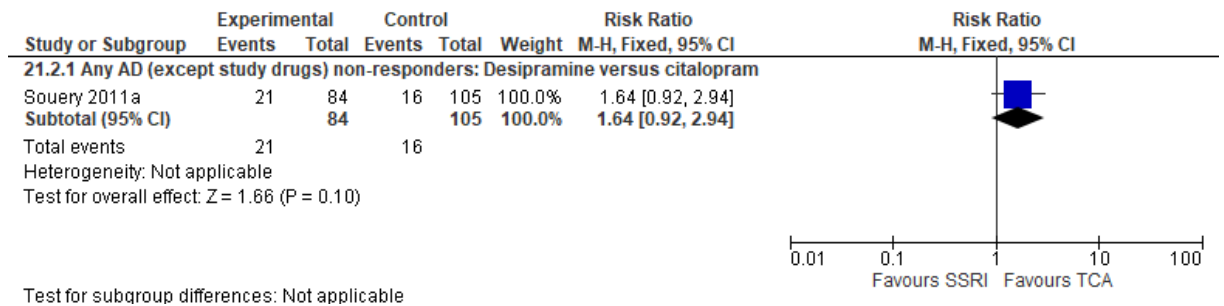 Experimental Control Risk Ratio Risk Ratio
Study or Subgroup Events Total Events Total Weight M-H, Fixed, 95% CI M-H, Fixed, 95% CI
21.2.1 Any AD (except study drugs) non-responders: Desipramine versus citalopram
Souery 2011a 21 84 16 105 100.0% 1.64 [0.92, 2.94]
Subtotal (95% CI) 84 105 100.0% 1.64 [0.92, 2.94]
Total events 21 16
Heterogeneity: Not applicable
Test for overall effect: Z = 1.66 (P = 0.10)
0.01 0.1 1 10 100
Favours SSRI Favours TCA
Test for subgroup differences: Not applicable